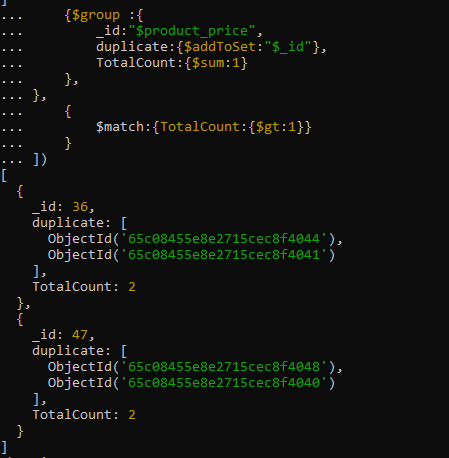 ]
...     {$group :{
...         _id:"$product_price",
...         duplicate:{$addToSet:"$_id"},
...         TotalCount:{$sum:1}
...     },
... },
...     {
...         $match:{TotalCount:{$gt:1}}
...     }
... ])
[
  {
    _id: 36,
    duplicate: [
      ObjectId('65c08455e8e2715cec8f4044'),
      ObjectId('65c08455e8e2715cec8f4041')
    ],
    TotalCount: 2
  },
  {
    _id: 47,
    duplicate: [
      ObjectId('65c08455e8e2715cec8f4048'),
      ObjectId('65c08455e8e2715cec8f4040')
    ],
    TotalCount: 2
  }
]